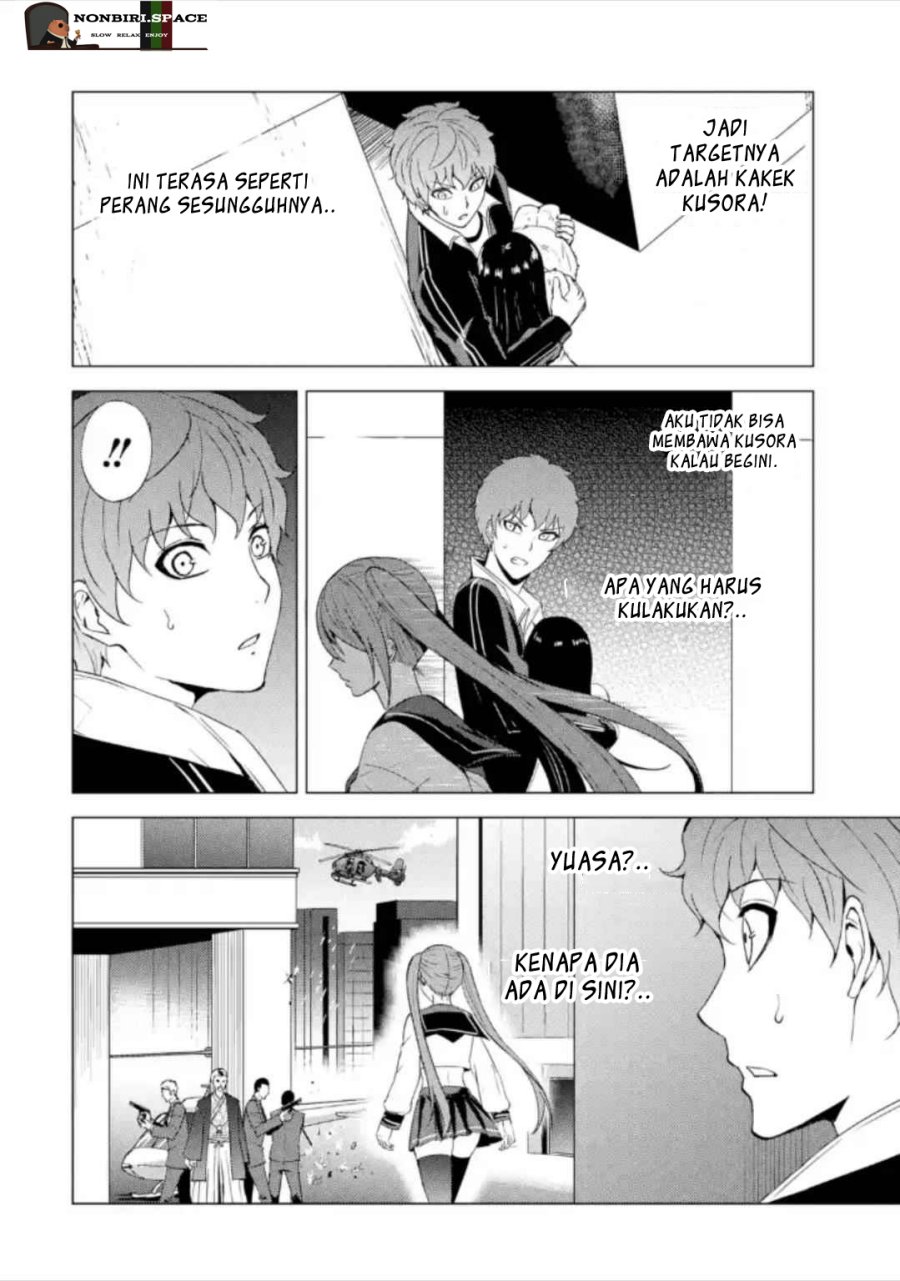 NONBIRI.SPACE
SLOW RELAX ENJOY
JADI
TARGETNYA
ADALAH KAKEK
KUSORA!
INI TERASA SEPERTI
PERANG SESUNGGUHNYA..
AKU TIDAK BISA
MEMBAWA KUSORA
KALAU BEGINI.
APA YANG HARUS
KULAKUKAN?..
!!
YUASA?..
KENAPA DIA
ADA DI SINI?..